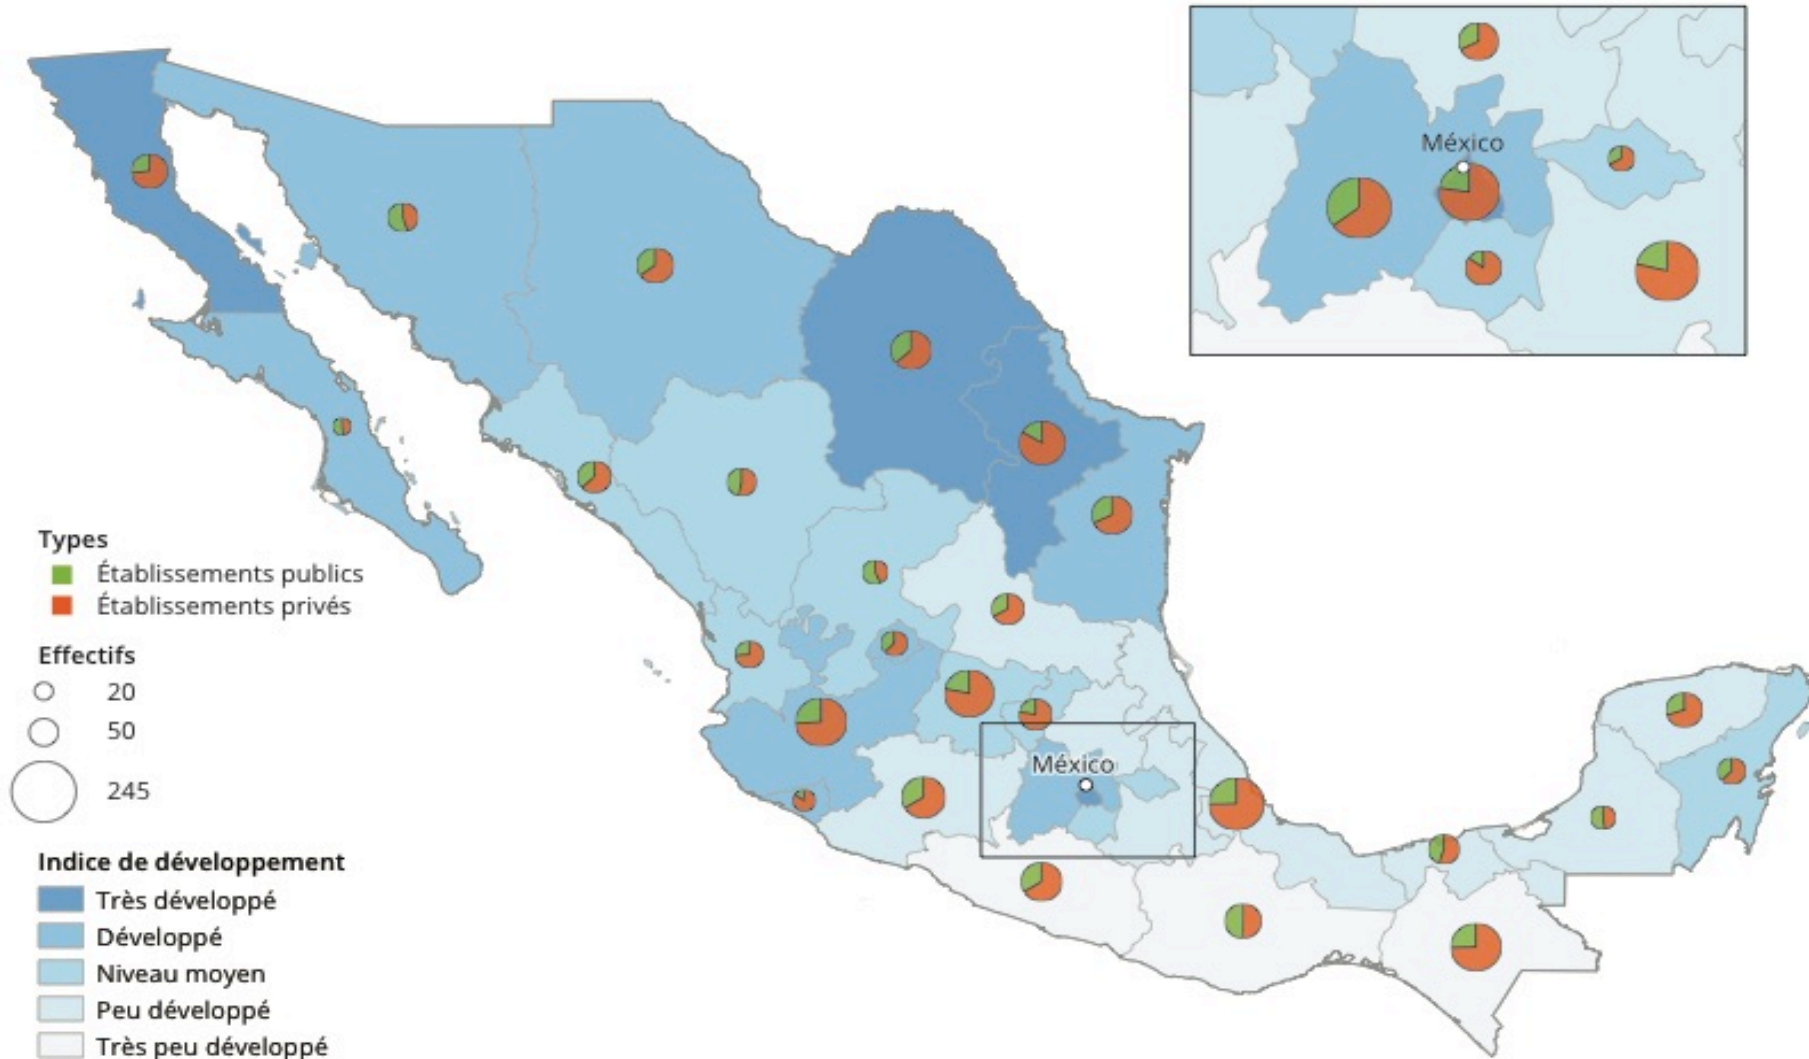 México
México
Types
Établissements publics
Établissements privés
Effectifs
20
50
245
Indice de développement
Très développé
Développé
Niveau moyen
Peu développé
Très peu développé